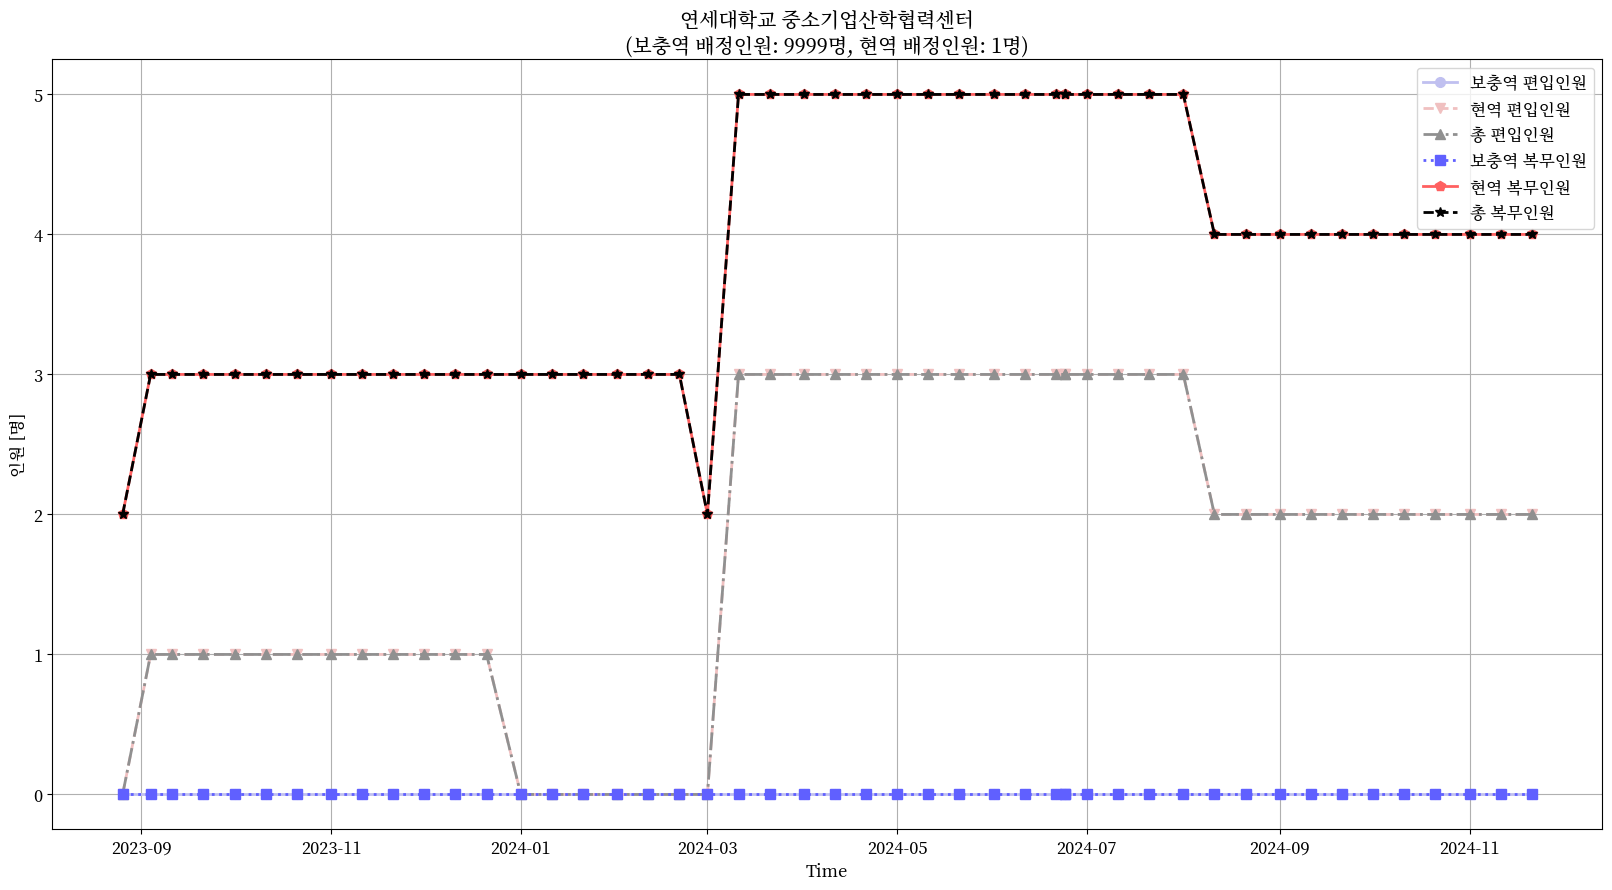 연세대학교 중소기업산학협력센터
(보충역 배정인원: 9999명, 현역 배정인원: 1명)
보충역 편입인원
현역 편입인원
총 편입인원
보충역 복무인원
현역 복무인원
총 복무인원
인원 [명]
5
4
3
2
1
0
2023-09
2023-11
2024-01
2024-03
2024-05
2024-07
2024-09
2024-11
Time